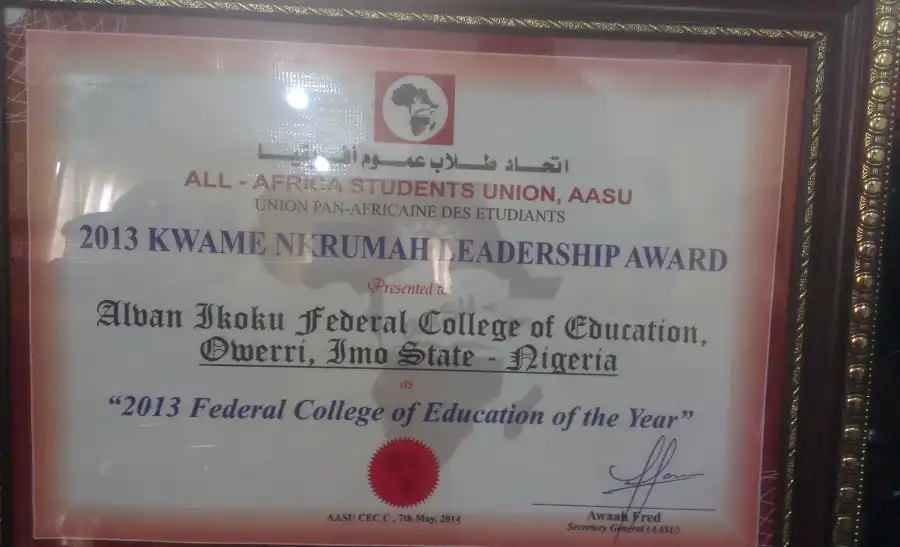 اتحاد طلاب عموم أفريقيا
ALL - AFRICA STUDENTS UNION, AASU
UNION PAN-AFRICAINE DES ETUDIANTS
2013 KWAME NKRUMAH LEADERSHIP AWARD
Presented to
Alvan Ikoku Federal College of Education,
Owerri, Imo State - Nigeria
as
“2013 Federal College of Education of the Year”
AASU CEC C , 7th May, 2014
Awaah Fred
Secretary General (AASU)